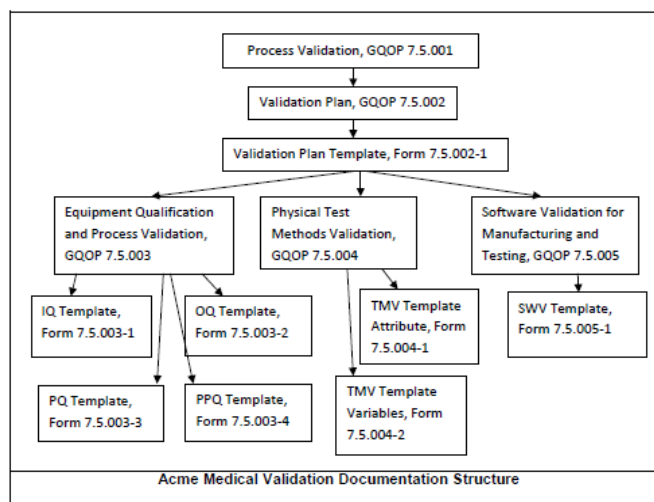 Process Validation, GQOP 7.5.001
Validation Plan, GQOP 7.5.002
Validation Plan Template, Form 7.5.002-1
Equipment Qualification
and Process Validation,
GQOP 7.5.003
Physical Test
Methods Validation,
GQOP 7.5.004
Software Validation for
Manufacturing and
Testing, GQOP 7.5.005
IQ Template,
Form 7.5.003-1
OQ Template,
Form 7.5.003-2
TMV Template
Attribute, Form
7.5.004-1
SWV Template,
Form 7.5.005-1
PQ Template,
Form 7.5.003-3
PPQ Template,
Form 7.5.003-4
TMV Template
Variables, Form
7.5.004-2
Acme Medical Validation Documentation Structure